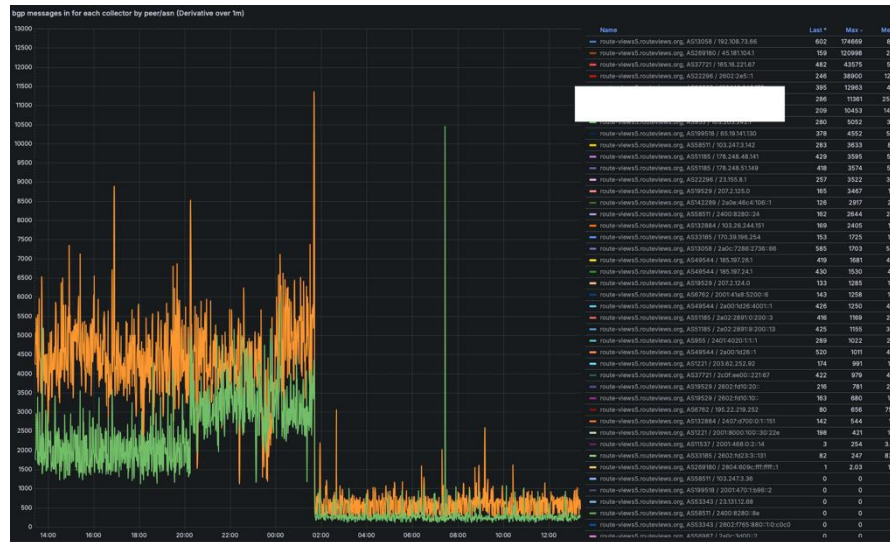 bgp messages in for each collector by peer/asn (Derivative over 1m)
13000
12500
12000
11500
11000
10500
10000
9500
9000
8500
8000
7500
7000
6500
6000
5500
5000
4500
4000
3500
3000
2500
2000
1500
1000
500
0
14:00 16:00 18:00 20:00 22:00 00:00 02:00 04:00 06:00 08:00 10:00 12:00
Name Last * Max
route-views5.routeviews.org, AS13058 / 192.108.73.66 602 174669
route-views5.routeviews.org, AS269160 / 45.181.104.1 159 120996
route-views5.routeviews.org, AS37721 / 165.16.221.67 482 43575
route-views5.routeviews.org, AS22296 / 2602:2e5::1 246 38900
395 12963
286 11361
209 10453
280 5052
route-views5.routeviews.org, AS199518 / 65.19.141.130 378 4552
route-views5.routeviews.org, AS58511 / 103.247.3.142 283 3633
route-views5.routeviews.org, AS51185 / 178.248.48.141 429 3595
route-views5.routeviews.org, AS51185 / 178.248.51.149 418 3574
route-views5.routeviews.org, AS22296 / 23.155.8.1 257 3522
route-views5.routeviews.org, AS19529 / 207.2.125.0 165 3467
route-views5.routeviews.org, AS142289 / 2a0e:46c4:106::1 126 2917
route-views5.routeviews.org, AS58511 / 2400:8280::24 162 2644
route-views5.routeviews.org, AS132884 / 103.26.244.151 169 2405
route-views5.routeviews.org, AS33185 / 170.39.196.254 153 1725
route-views5.routeviews.org, AS13058 / 2a0c:7286:2736::66 585 1703
route-views5.routeviews.org, AS49544 / 185.197.26.1 419 1681
route-views5.routeviews.org, AS49544 / 185.197.24.1 430 1530
route-views5.routeviews.org, AS19529 / 207.2.124.0 133 1285
route-views5.routeviews.org, AS6762 / 2001:41a8:5200::6 143 1258
route-views5.routeviews.org, AS49544 / 2a00:1d26:4001::1 426 1250
route-views5.routeviews.org, AS51185 / 2a02:2891:0:200::3 416 1169
route-views5.routeviews.org, AS51185 / 2a02:2891:8:200::13 425 1155
route-views5.routeviews.org, AS955 / 2401:4020:1:1::1 289 1022
route-views5.routeviews.org, AS49544 / 2a00:1d26::1 520 1011
route-views5.routeviews.org, AS1221 / 203.62.252.92 174 991
route-views5.routeviews.org, AS37721 / 2c0f:ee00::221:67 422 979
route-views5.routeviews.org, AS19529 / 2602:fd10:20:: 216 781
route-views5.routeviews.org, AS19529 / 2602:fd10:10:: 163 680
route-views5.routeviews.org, AS6762 / 195.22.219.252 80 656
route-views5.routeviews.org, AS132884 / 2407:d700:0:1::151 142 544
route-views5.routeviews.org, AS1221 / 2001:8000:100::30:22e 198 421
route-views5.routeviews.org, AS11537 / 2001:468:0:2::14 3 254
route-views5.routeviews.org, AS33185 / 2602:fd23:3::131 82 247
route-views5.routeviews.org, AS269160 / 2804:609c:fff:fff::1 1 2.03
route-views5.routeviews.org, AS58511 / 103.247.3.36 0 0
route-views5.routeviews.org, AS199518 / 2001:470:1:b96::2 0 0
route-views5.routeviews.org, AS53343 / 23.131.12.88 0 0
route-views5.routeviews.org, AS58511 / 2400:8280::8e 0 0
route-views5.routeviews.org, AS53343 / 2602:f765:880::1:0:c0c0 0 0